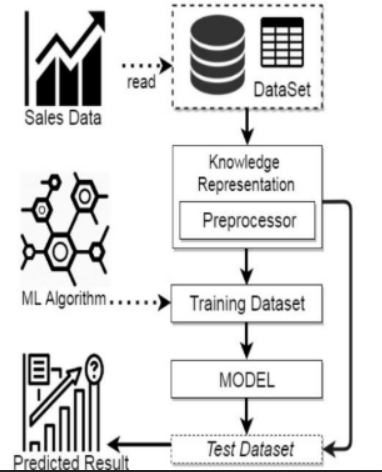 Sales Data
read
DataSet
Knowledge
Representation
Preprocessor
ML Algorithm
Training Dataset
MODEL
?
Test Dataset
Predicted Result